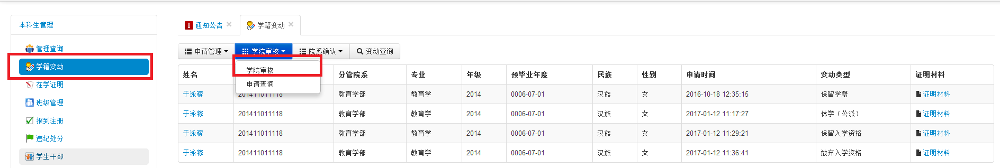 本科生管理
管理查询
学籍变动
在学证明
班级管理
报到注册
违纪处分
学生干部
通知公告 学籍变动
申请管理 学院审核 院系确认 变动查询
学院审核
申请查询
姓名 分管院系 专业 年级 预毕业年度 民族 性别 申请时间 变动类型 证明材料
于泳稼 201411011118 教育学部 教育学 2014 0006-07-01 汉族 女 2016-10-18 12:35:15 保留学籍 证明材料
于泳稼 201411011118 教育学部 教育学 2014 0006-07-01 汉族 女 2017-01-12 11:17:27 休学（公派） 证明材料
于泳稼 201411011118 教育学部 教育学 2014 0006-07-01 汉族 女 2017-01-12 11:29:21 保留入学资格 证明材料
于泳稼 201411011118 教育学部 教育学 2014 0006-07-01 汉族 女 2017-01-12 11:36:41 放弃入学资格 证明材料